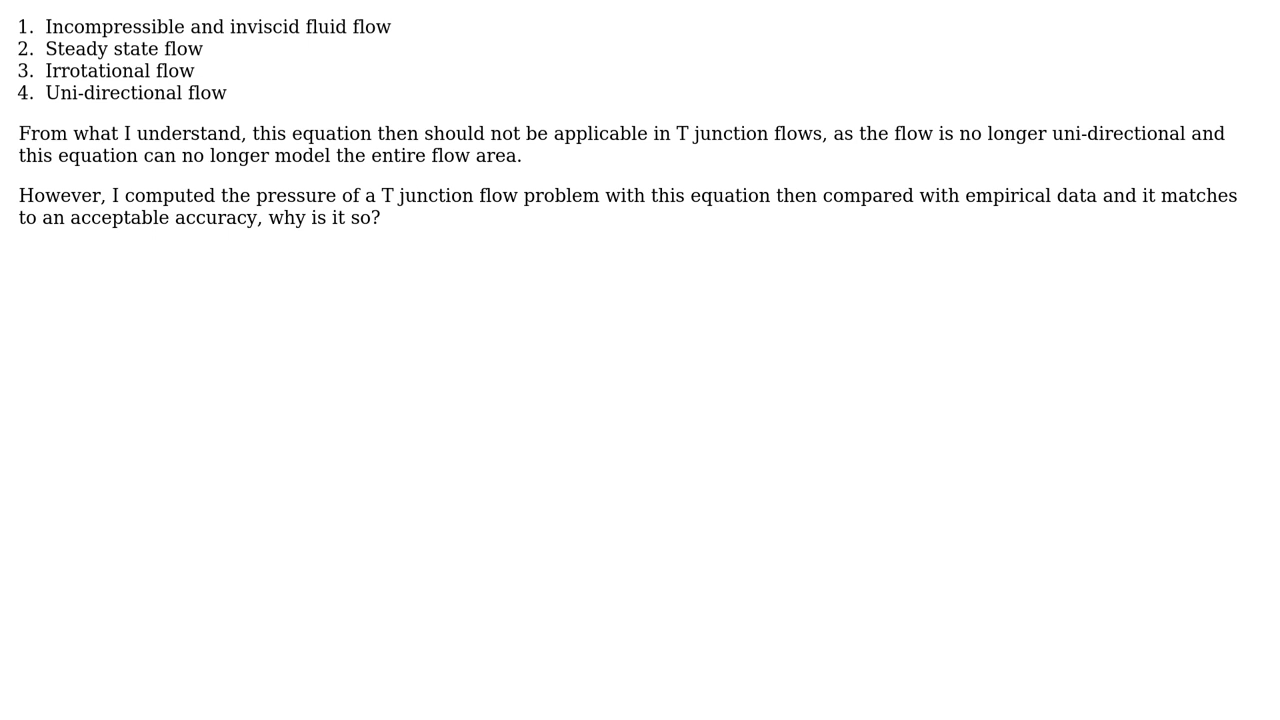 1. Incompressible and inviscid fluid flow
2. Steady state flow
3. Irrotational flow
4. Uni-directional flow
From what I understand, this equation then should not be applicable in T junction flows, as the flow is no longer uni-directional and
this equation can no longer model the entire flow area.
However, I computed the pressure of a T junction flow problem with this equation then compared with empirical data and it matches
to an acceptable accuracy, why is it so?